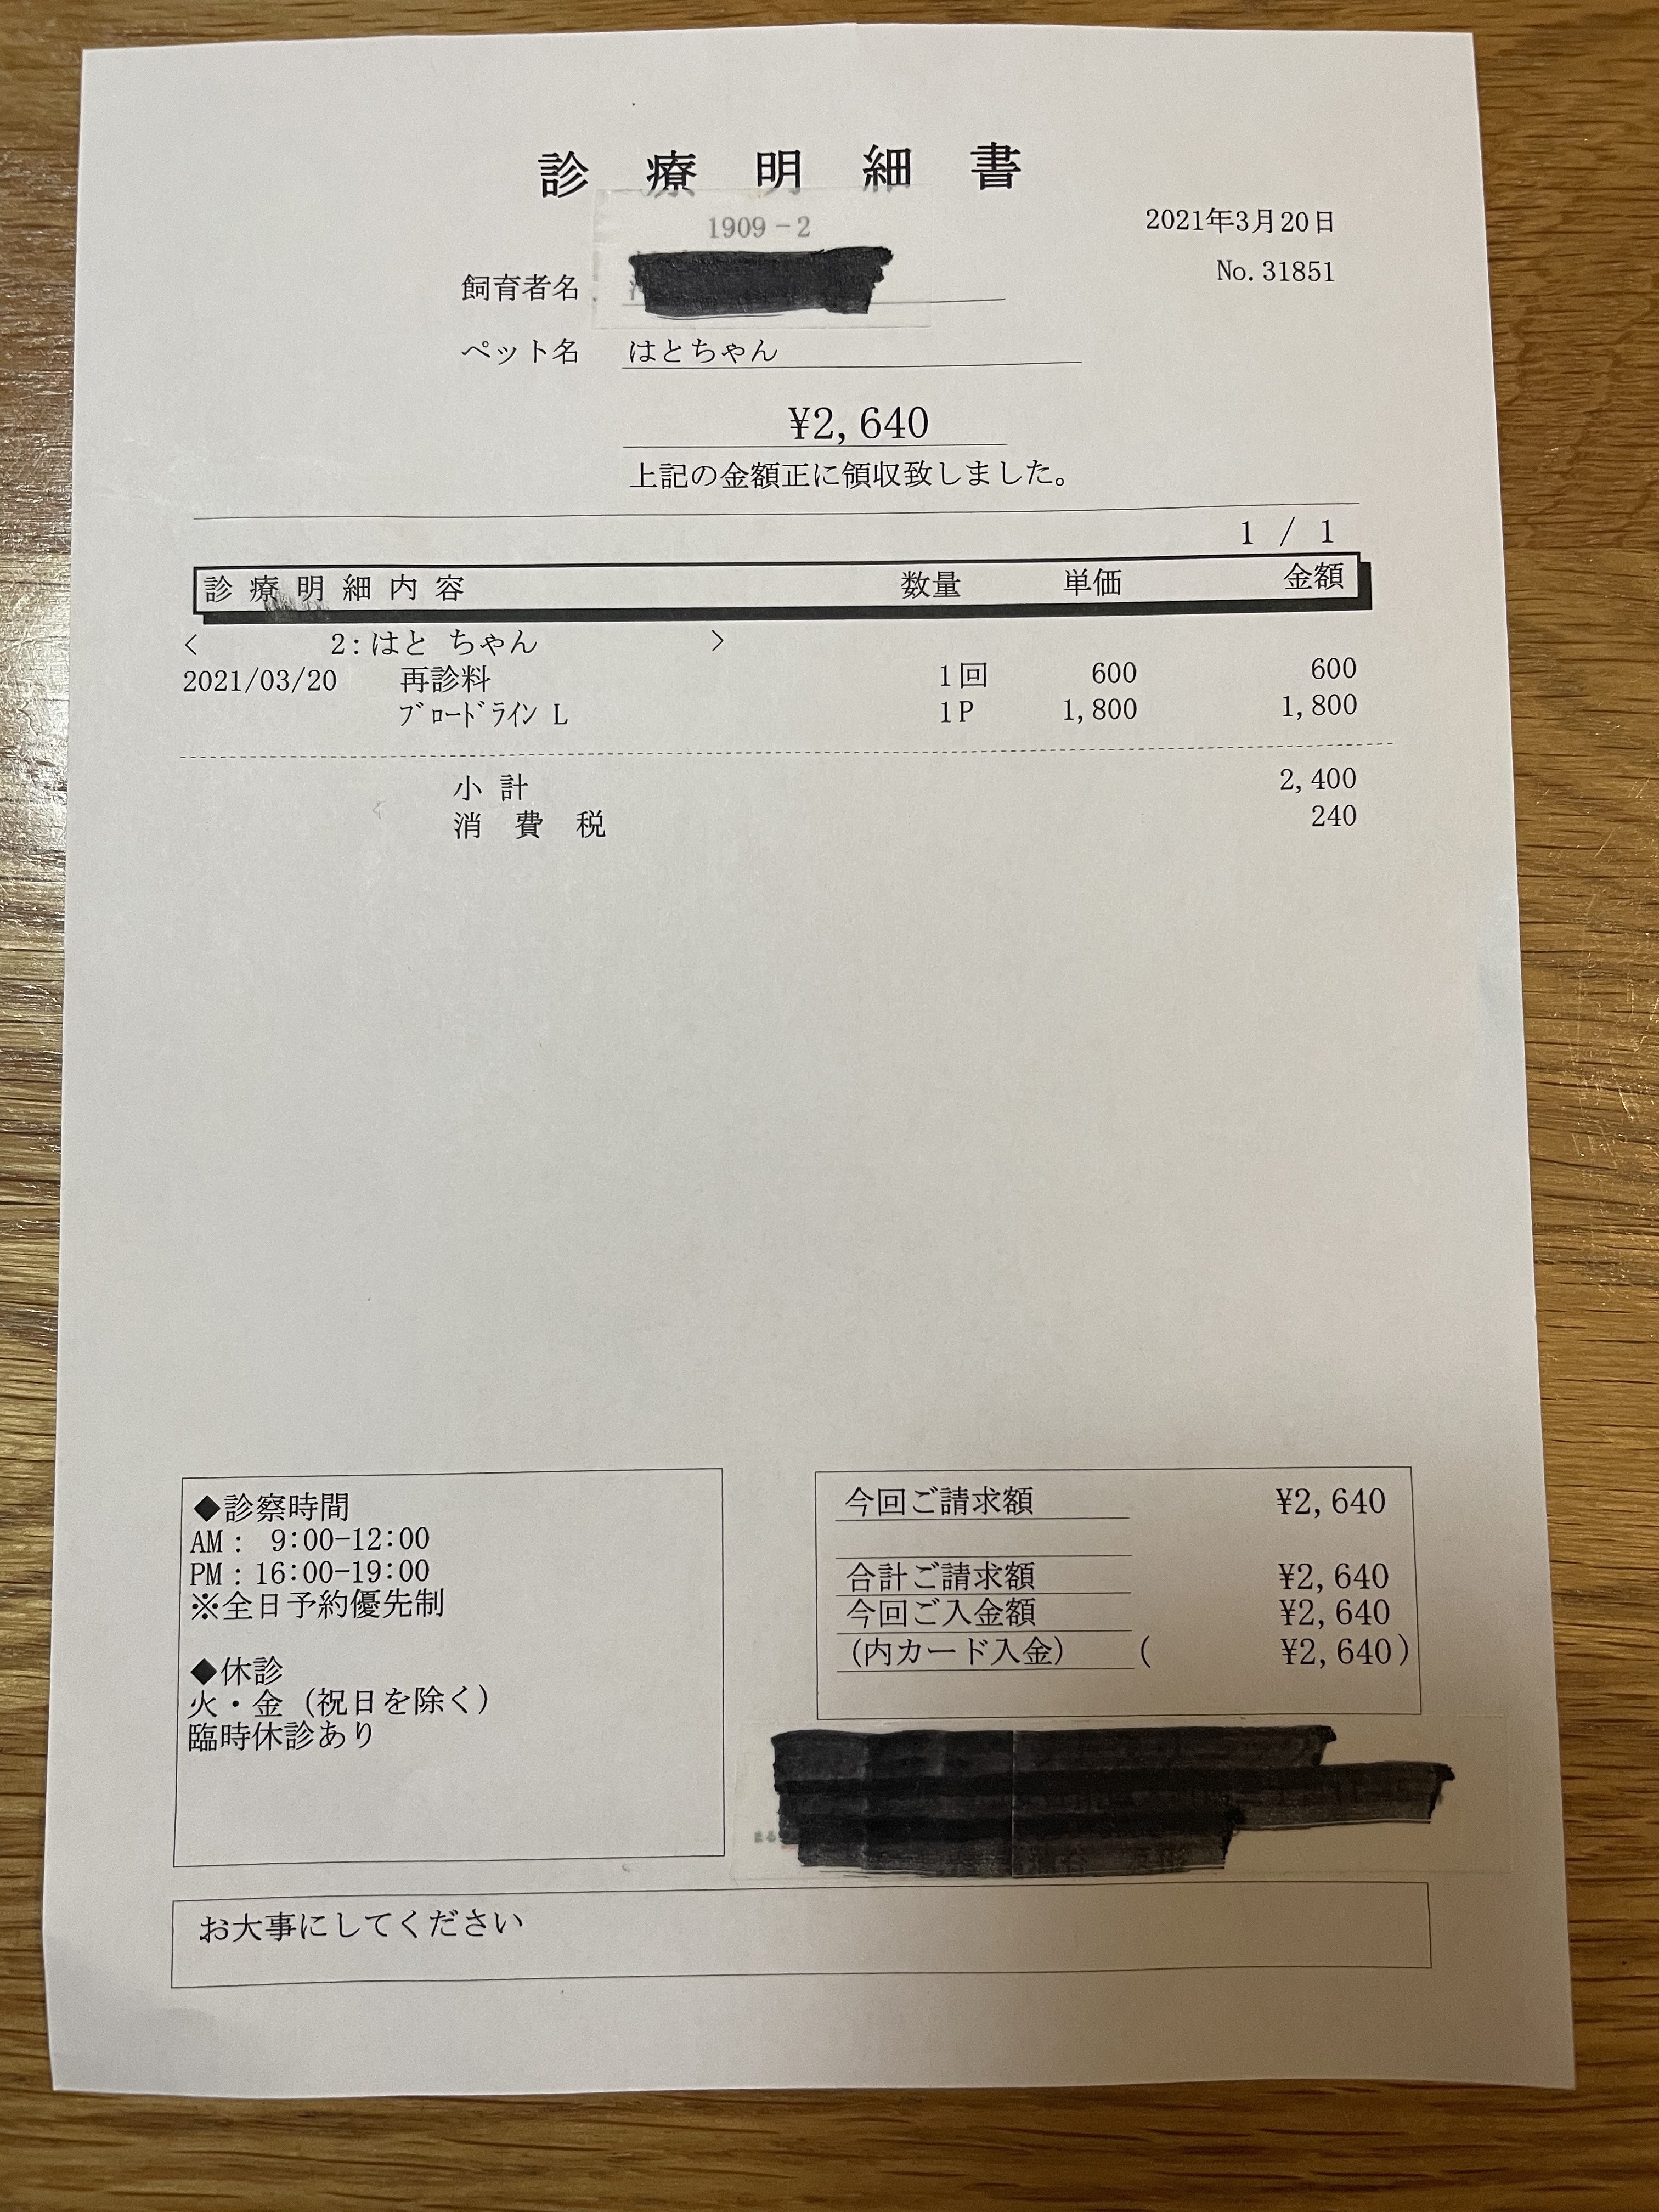 診療明細書
1909-2
2021年3月20日
No.31851
飼育者名
ペット名 はとちゃん
¥2,640
上記の金額正に領収致しました。
1 / 1
診療明細内容 数量 単価 金額
< 2:はと ちゃん >
2021/03/20 再診料 1回 600 600
ﾌﾞﾛｰﾄﾞﾗｲﾝ L 1P 1,800 1,800
小計 2,400
消費税 240
◆診察時間
AM: 9:00-12:00
PM:16:00-19:00
※全日予約優先制
◆休診
火・金(祝日を除く)
臨時休診あり
今回ご請求額 ¥2,640
合計ご請求額 ¥2,640
今回ご入金額 ¥2,640
(内カード入金) ( ¥2,640)
お大事にしてください